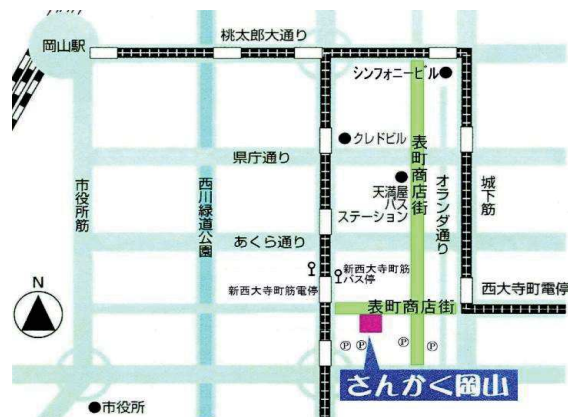 岡山駅
桃太郎大通り
シンフォニービル
クレドビル
県庁通り
表町商店街
天満屋
バス
ステーション
オランダ通り
城下筋
市役所筋
西川緑道公園
あくら通り
N
新西大寺町筋
バス停
新西大寺町筋電停
西大寺町電停
表町商店街
P
P
P
P
さんかく岡山
市役所